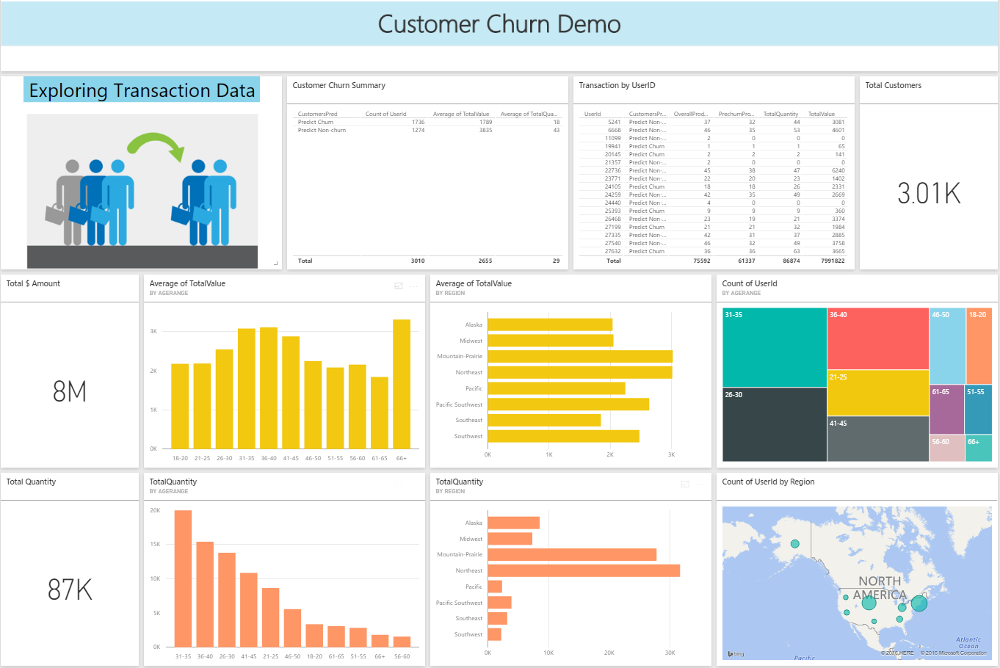 Customer Churn Demo
Exploring Transaction Data
Customer Churn Summary
CustomersPred Count of UserId Average of TotalValue Average of TotalQua...
Predict Churn 1736 1789 18
Predict Non-churn 1274 3835 43
Total 3010 2655 29
Transaction by UserID
UserId CustomersPr... OverallProd... PrechurnPro... TotalQuantity TotalValue
5241 Predict Non-... 37 32 44 3081
6668 Predict Non-... 46 35 53 4601
11099 Predict Non-... 2 0 0 0
19941 Predict Churn 1 1 1 65
20145 Predict Churn 2 2 2 141
21357 Predict Non-... 2 0 0 0
22736 Predict Non-... 45 38 47 6240
23771 Predict Non-... 22 20 23 1402
24105 Predict Churn 18 18 26 2331
24259 Predict Non-... 42 35 49 2669
24440 Predict Non-... 4 0 0 0
25393 Predict Churn 9 9 9 360
26468 Predict Non-... 23 19 21 3374
27199 Predict Churn 21 21 32 1984
27335 Predict Non-... 42 31 37 2885
27540 Predict Non-... 46 32 49 3758
27632 Predict Churn 36 36 63 3665
Total 75592 61337 86874 7991822
Total Customers
3.01K
Total $ Amount
8M
Average of TotalValue
BY AGERANGE
3K
2K
1K
0K
18-20 21-25 26-30 31-35 36-40 41-45 46-50 51-55 56-60 61-65 66+
Average of TotalValue
BY REGION
Alaska
Midwest
Mountain-Prairie
Northeast
Pacific
Pacific Southwest
Southeast
Southwest
0K 1K 2K 3K
Count of UserId
BY AGERANGE
31-35 36-40 46-50 18-20
21-25
26-30 61-65 51-55
41-45
56-60 66+
Total Quantity
87K
TotalQuantity
BY AGERANGE
20K
15K
10K
5K
0K
31-35 36-40 26-30 41-45 21-25 46-50 18-20 61-65 51-55 66+ 56-60
TotalQuantity
BY REGION
Alaska
Midwest
Mountain-Prairie
Northeast
Pacific
Pacific Southwest
Southeast
Southwest
0K 10K 20K 30K
Count of UserId by Region
NORTH
AMERICA
Atlantic
Ocean
bing
© 2016 HERE © 2016 Microsoft Corporation
Pacific